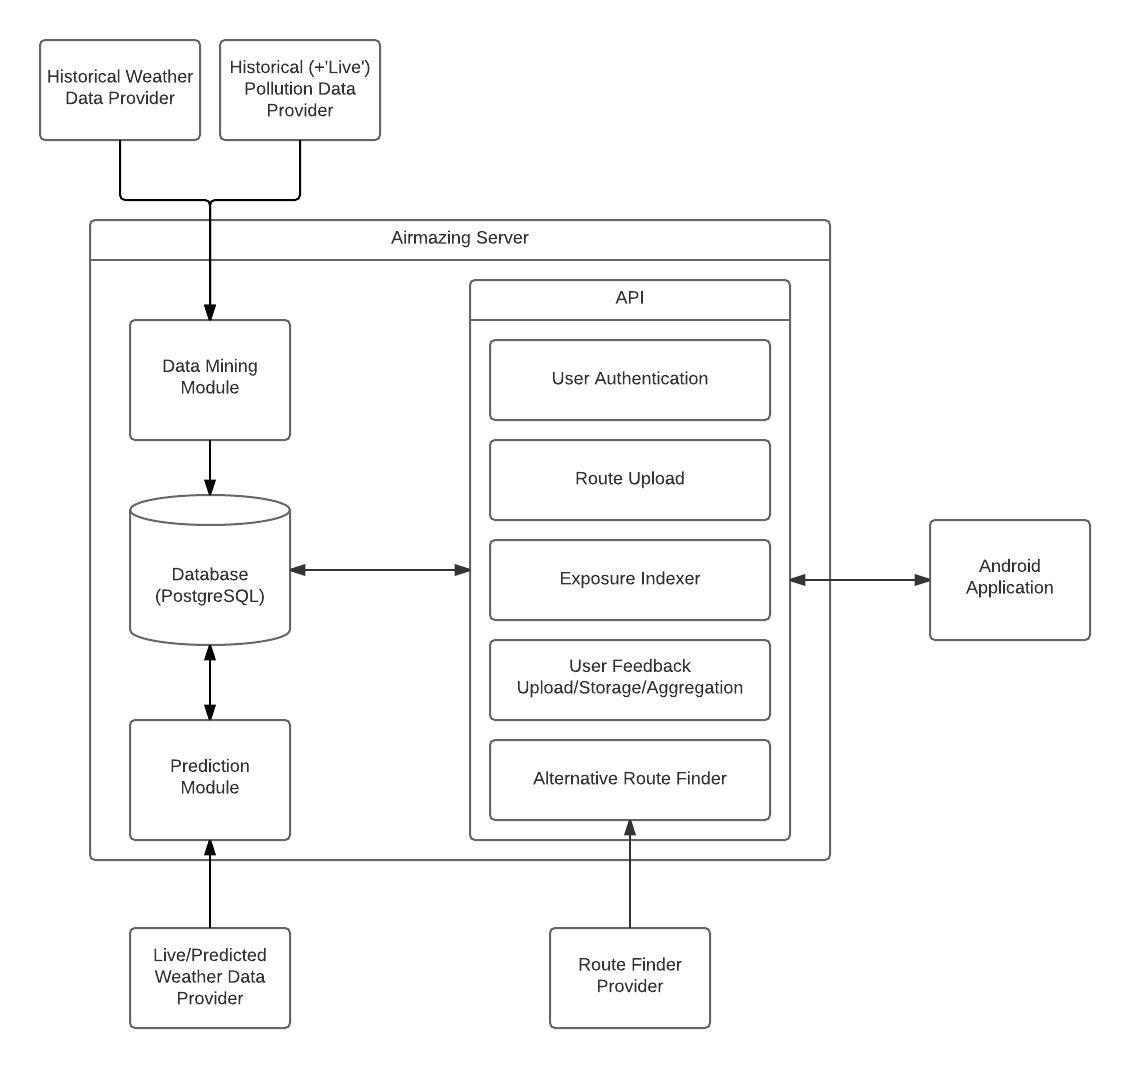 Historical Weather
Data Provider
Historical (+'Live')
Pollution Data
Provider
Airmazing Server
API
Data Mining
Module
User Authentication
Route Upload
Database
(PostgreSQL)
Exposure Indexer
Android
Application
User Feedback
Upload/Storage/Aggregation
Prediction
Module
Alternative Route Finder
Live/Predicted
Weather Data
Provider
Route Finder
Provider